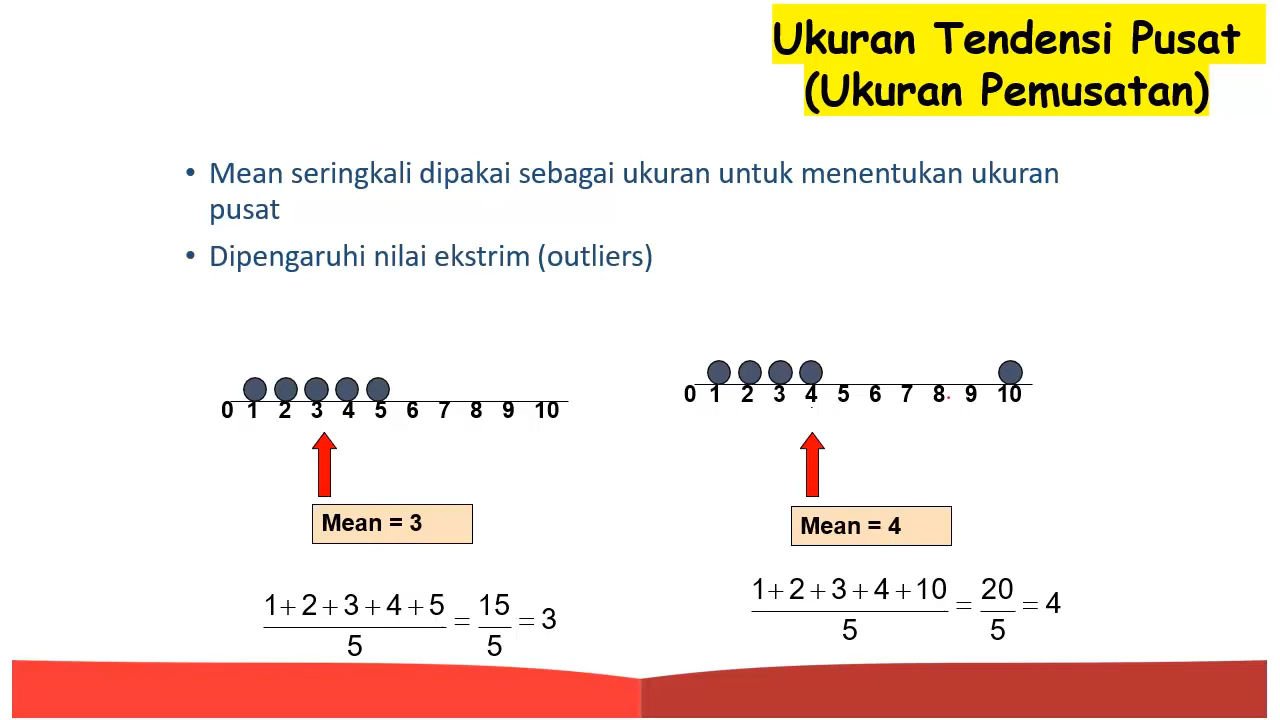 Ukuran Tendensi Pusat
(Ukuran Pemusatan)
• Mean seringkali dipakai sebagai ukuran untuk menentukan ukuran
pusat
• Dipengaruhi nilai ekstrim (outliers)
0 1 2 3 4 5 6 7 8 9 10
Mean = 3
1+2+3+4+5
5
= 15
5
= 3
0 1 2 3 4 5 6 7 8 9 10
Mean = 4
1+2+3+4+10
5
= 20
5
= 4